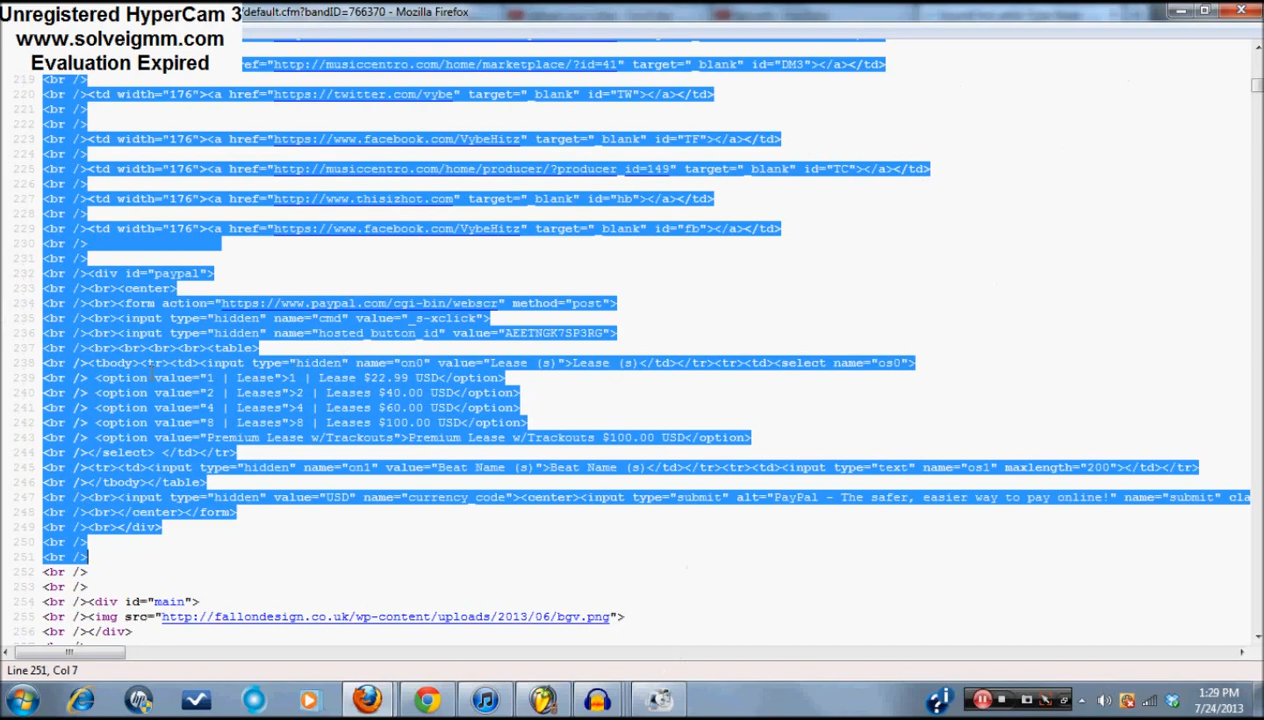 Unregistered HyperCam 3
www.solveigmm.com
Evaluation Expired
/default.cfm?bandID=766370 - Mozilla Firefox
ref="http://musiccentro.com/home/marketplace/?id=41" target="_blank" id="DM3"></a></td>
219 <br />
220 <br /><td width="176"><a href="https://twitter.com/vybe" target="_blank" id="TW"></a></td>
221 <br />
222 <br />
223 <br /><td width="176"><a href="https://www.facebook.com/VybeHitz" target="_blank" id="TF"></a></td>
224 <br />
225 <br /><td width="176"><a href="http://musiccentro.com/home/producer/?producer_id=149" target="_blank" id="TC"></a></td>
226 <br />
227 <br /><td width="176"><a href="http://www.thisizhot.com" target="_blank" id="hb"></a></td>
228 <br />
229 <br /><td width="176"><a href="https://www.facebook.com/VybeHitz" target="_blank" id="fb"></a></td>
230 <br />
231 <br />
232 <br /><div id="paypal">
233 <br /><br><center>
234 <br /><br><form action="https://www.paypal.com/cgi-bin/webscr" method="post">
235 <br /><br><input type="hidden" name="cmd" value="_s-xclick">
236 <br /><br><input type="hidden" name="hosted_button_id" value="AEETNGK7SP3RG">
237 <br /><br><br><br><br><table>
238 <br /><tbody><tr><td><input type="hidden" name="on0" value="Lease (s)">Lease (s)</td></tr><tr><td><select name="os0">
239 <br /> <option value="1 | Lease">1 | Lease $22.99 USD</option>
240 <br /> <option value="2 | Leases">2 | Leases $40.00 USD</option>
241 <br /> <option value="4 | Leases">4 | Leases $60.00 USD</option>
242 <br /> <option value="8 | Leases">8 | Leases $100.00 USD</option>
243 <br /> <option value="Premium Lease w/Trackouts">Premium Lease w/Trackouts $100.00 USD</option>
244 <br /></select> </td></tr>
245 <br /><tr><td><input type="hidden" name="on1" value="Beat Name (s)">Beat Name (s)</td></tr><tr><td><input type="text" name="os1" maxlength="200"></td></tr>
246 <br /></tbody></table>
247 <br /><br><input type="hidden" value="USD" name="currency_code"><center><input type="submit" alt="PayPal - The safer, easier way to pay online!" name="submit" cla
248 <br /><br></center></form>
249 <br /><br></div>
250 <br />
251 <br />
252 <br />
253 <br />
254 <br /><div id="main">
255 <br /><img src="http://fallondesign.co.uk/wp-content/uploads/2013/06/bgv.png">
256 <br /></div>
Line 251, Col 7
1:29 PM
7/24/2013